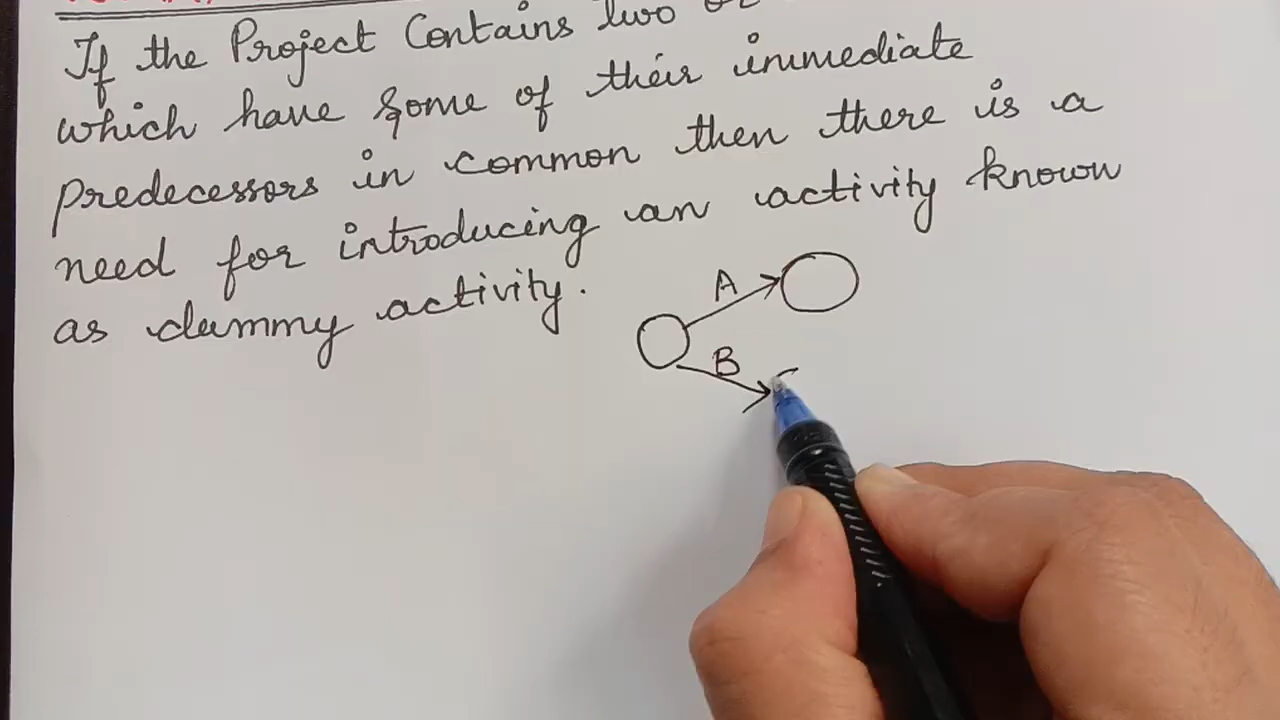 If the Project Contains two or
which have some of their immediate
predecessors in common then there is a
need for introducing an activity known
as dummy activity.
A
B